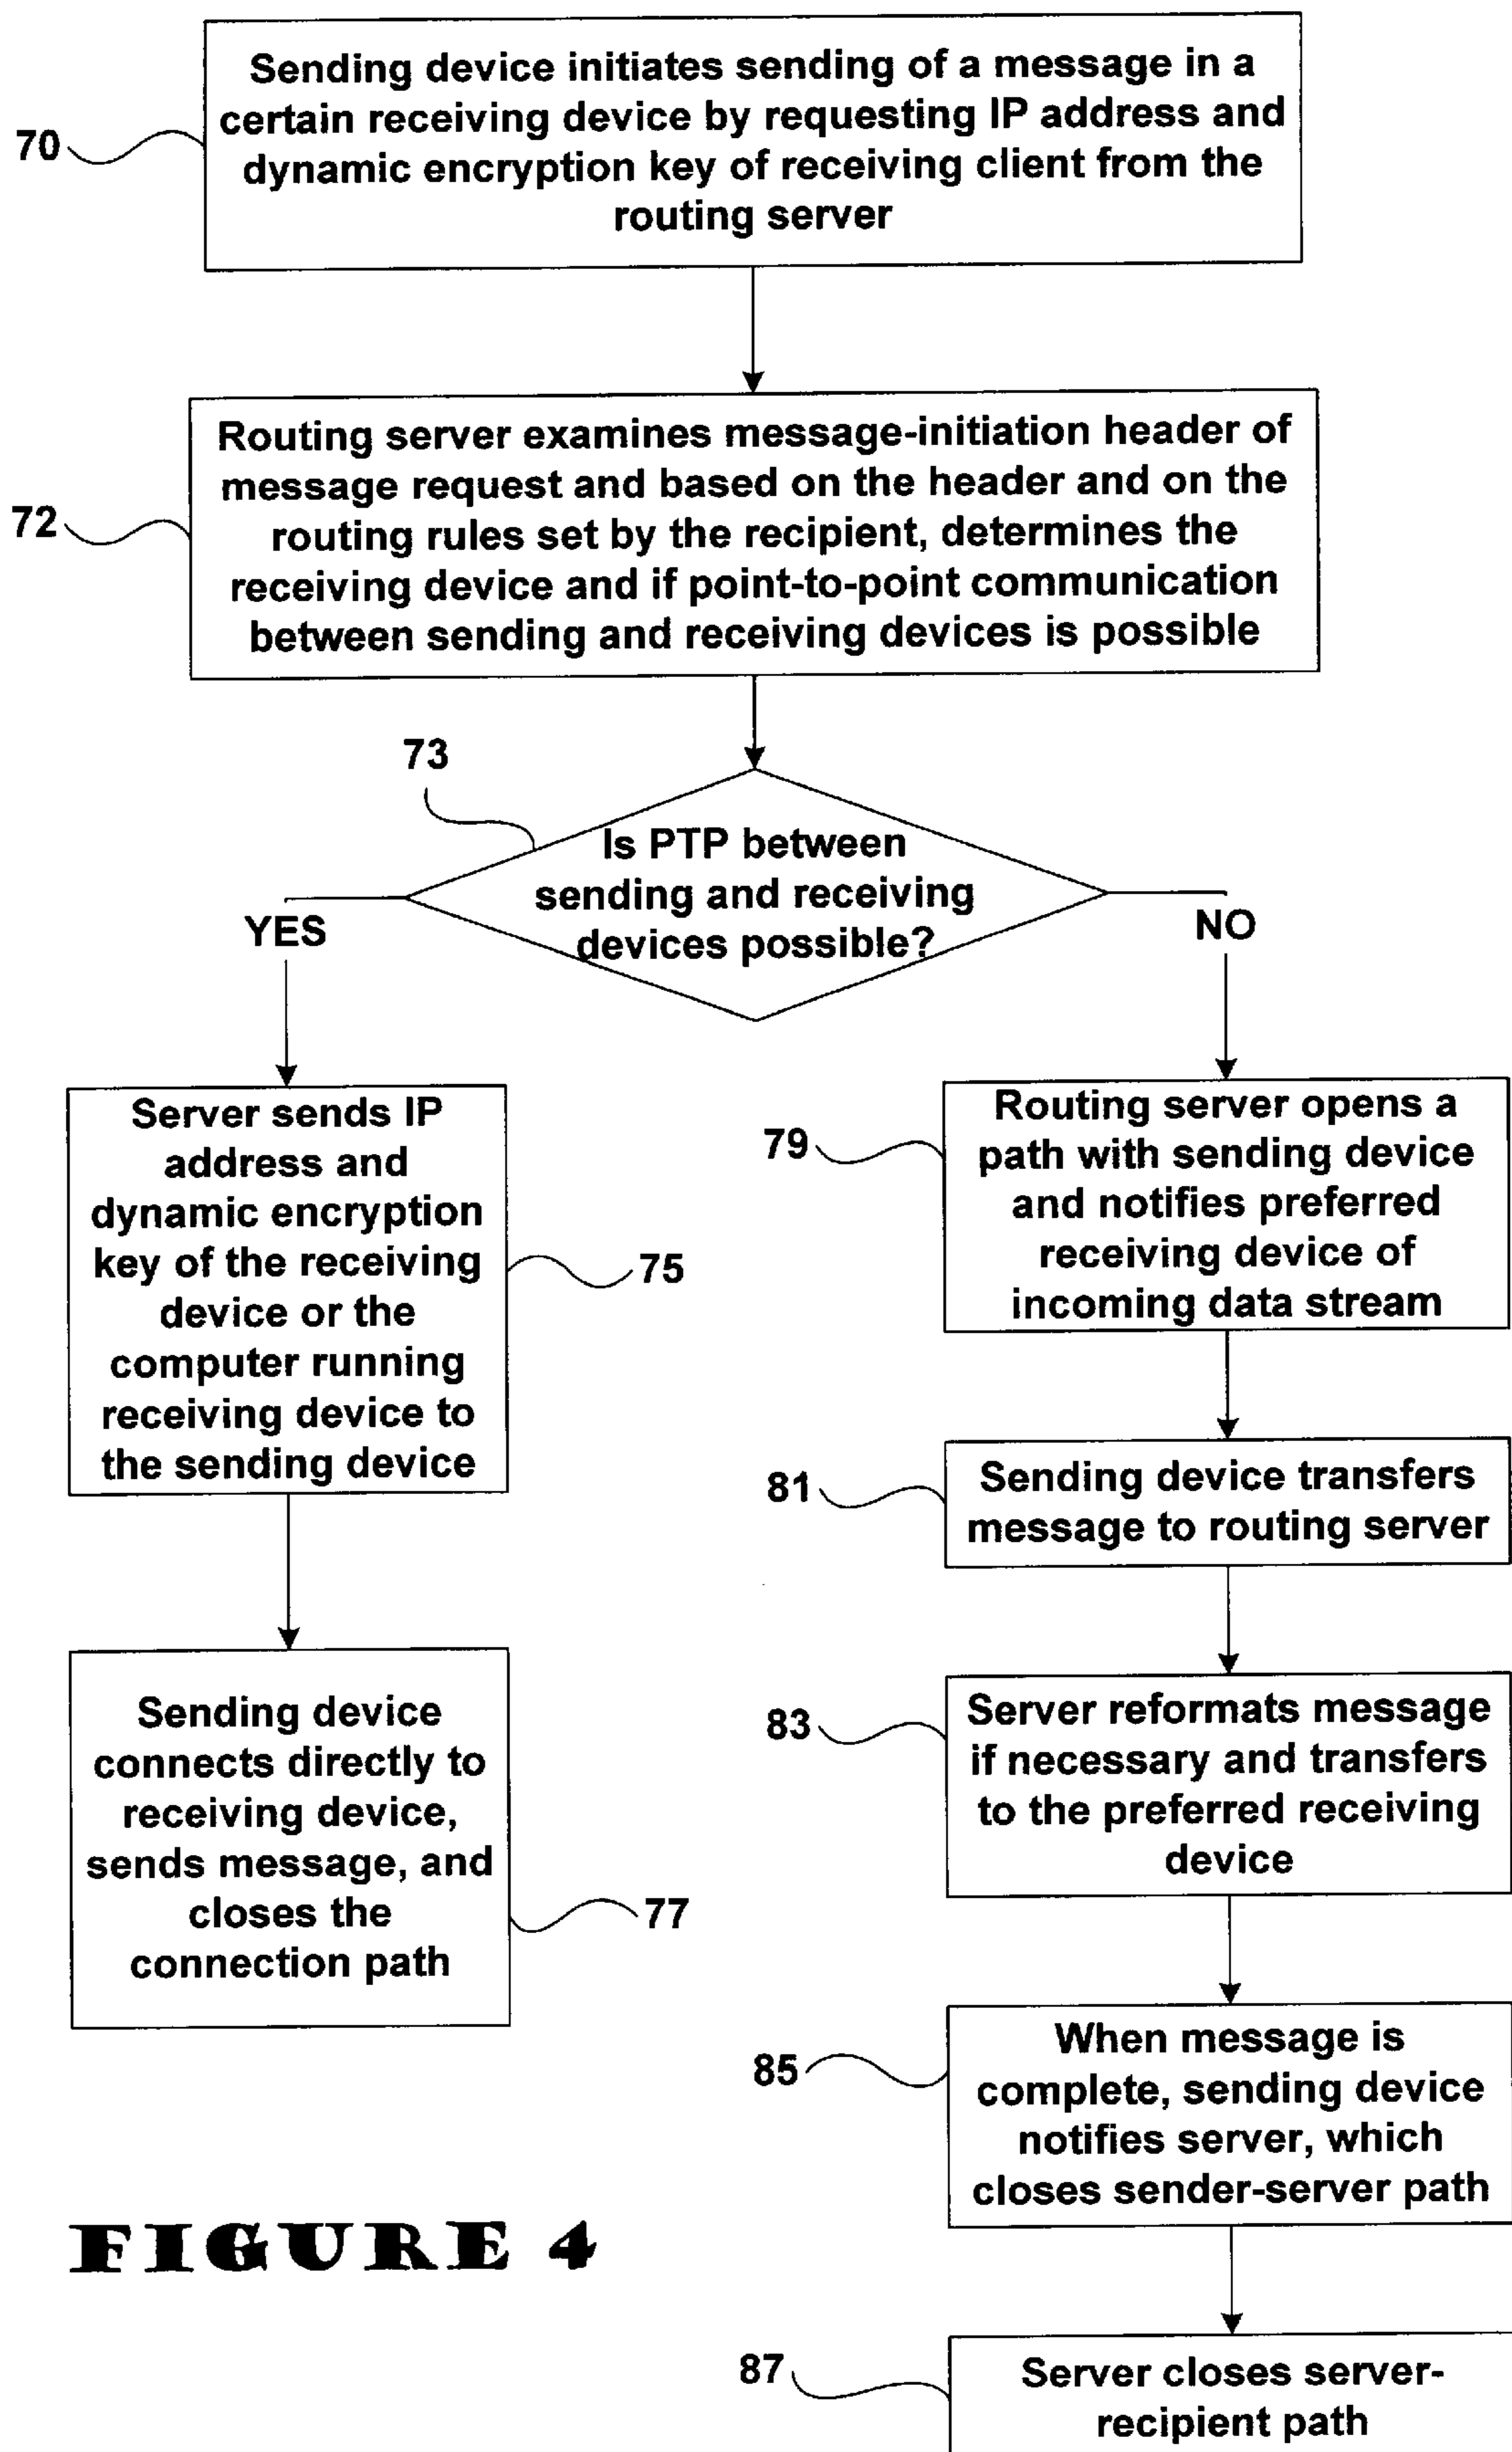 Sending device initiates sending of a message in a
certain receiving device by requesting IP address and
dynamic encryption key of receiving client from the
routing server
70
Routing server examines message-initiation header of
message request and based on the header and on the
routing rules set by the recipient, determines the
receiving device and if point-to-point communication
between sending and receiving devices is possible
72
73
Is PTP between
sending and receiving
devices possible?
YES
NO
Server sends IP
address and
dynamic encryption
key of the receiving
device or the
computer running
receiving device to
the sending device
75
Sending device
connects directly to
receiving device,
sends message, and
closes the
connection path
77
Routing server opens a
path with sending device
and notifies preferred
receiving device of
incoming data stream
79
Sending device transfers
message to routing server
81
Server reformats message
if necessary and transfers
to the preferred receiving
device
83
When message is
complete, sending device
notifies server, which
closes sender-server path
85
Server closes server-
recipient path
87
FIGURE 4